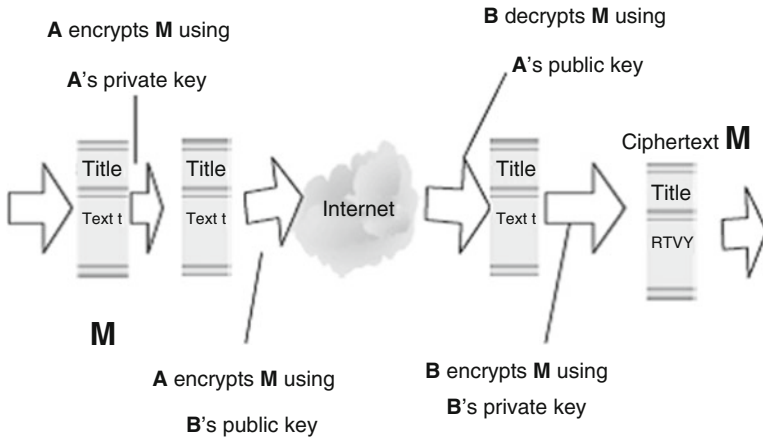 A encrypts M using
A's private key
B decrypts M using
A's public key
Ciphertext M
Title
Text t
Title
Text t
Internet
Title
Text t
Title
RTVY
M
A encrypts M using
B's public key
B encrypts M using
B's private key